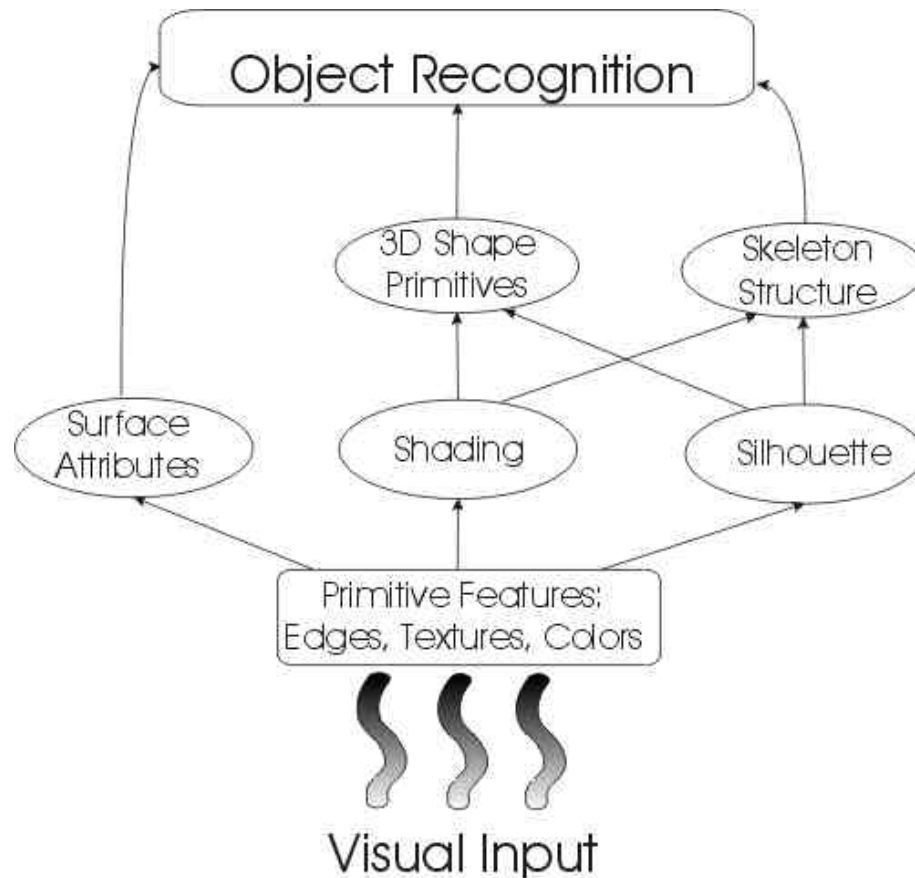 Object Recognition
3D Shape
Primitives
Skeleton
Structure
Surface
Attributes
Shading
Silhouette
Primitive Features:
Edges, Textures, Colors
Visual Input